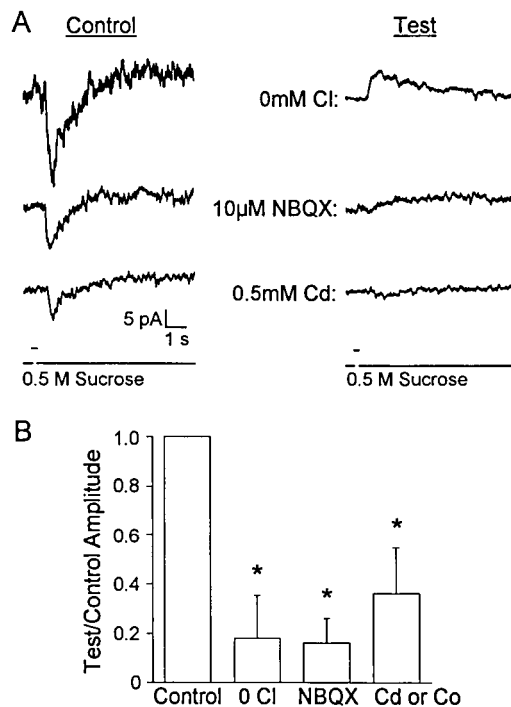 A
Control
Test
0mM Cl:
10µM NBQX:
0.5mM Cd:
5 pA
1 s
0.5 M Sucrose
0.5 M Sucrose
B
Test/Control Amplitude
1.0
0.8
0.6
0.4
0.2
0
*
*
*
Control
0 Cl
NBQX
Cd or Co